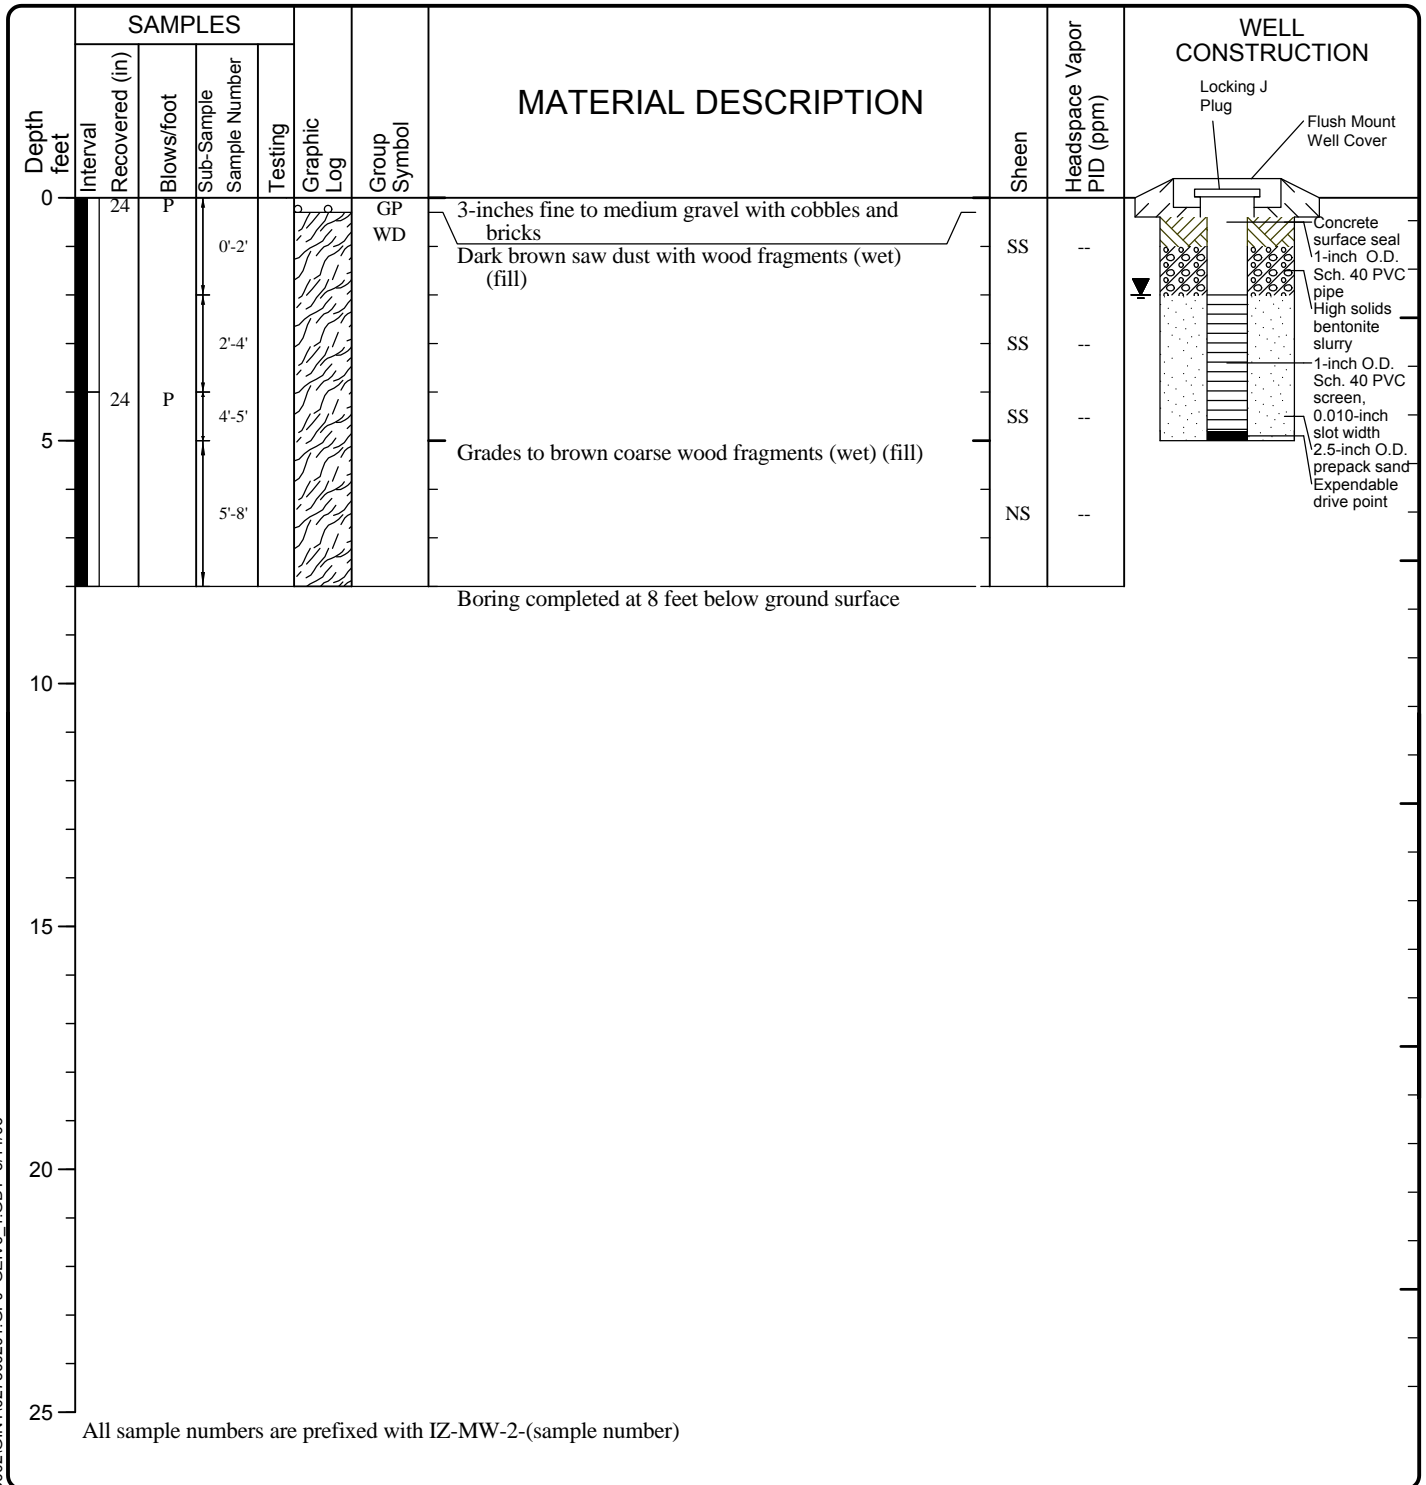 SAMPLES
Depth
feet
Interval
Recovered (in)
Blows/foot
Sub-Sample
Sample Number
Testing
Graphic
Log
Group
Symbol
MATERIAL DESCRIPTION
Sheen
Headspace Vapor
PID (ppm)
WELL
CONSTRUCTION
Locking J
Plug
Flush Mount
Well Cover
0
24
P
0'-2'
GP
WD
3-inches fine to medium gravel with cobbles and
bricks
Dark brown saw dust with wood fragments (wet)
(fill)
SS
--
2'-4'
SS
--
24
P
4'-5'
SS
--
5
Grades to brown coarse wood fragments (wet) (fill)
5'-8'
NS
--
Boring completed at 8 feet below ground surface
Concrete
surface seal
1-inch O.D.
Sch. 40 PVC
pipe
High solids
bentonite
slurry
1-inch O.D.
Sch. 40 PVC
screen,
0.010-inch
slot width
2.5-inch O.D.
prepack sand
Expendable
drive point
10
15
20
25
All sample numbers are prefixed with IZ-MW-2-(sample number)